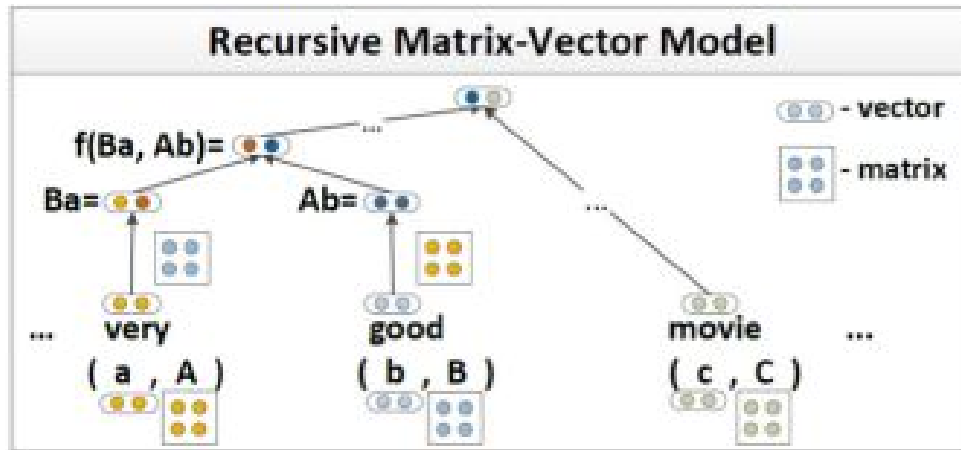 Recursive Matrix-Vector Model
- vector
...
f(Ba, Ab)=
- matrix
Ba=
Ab=
...
... very good movie ...
( a , A ) ( b , B ) ( c , C )